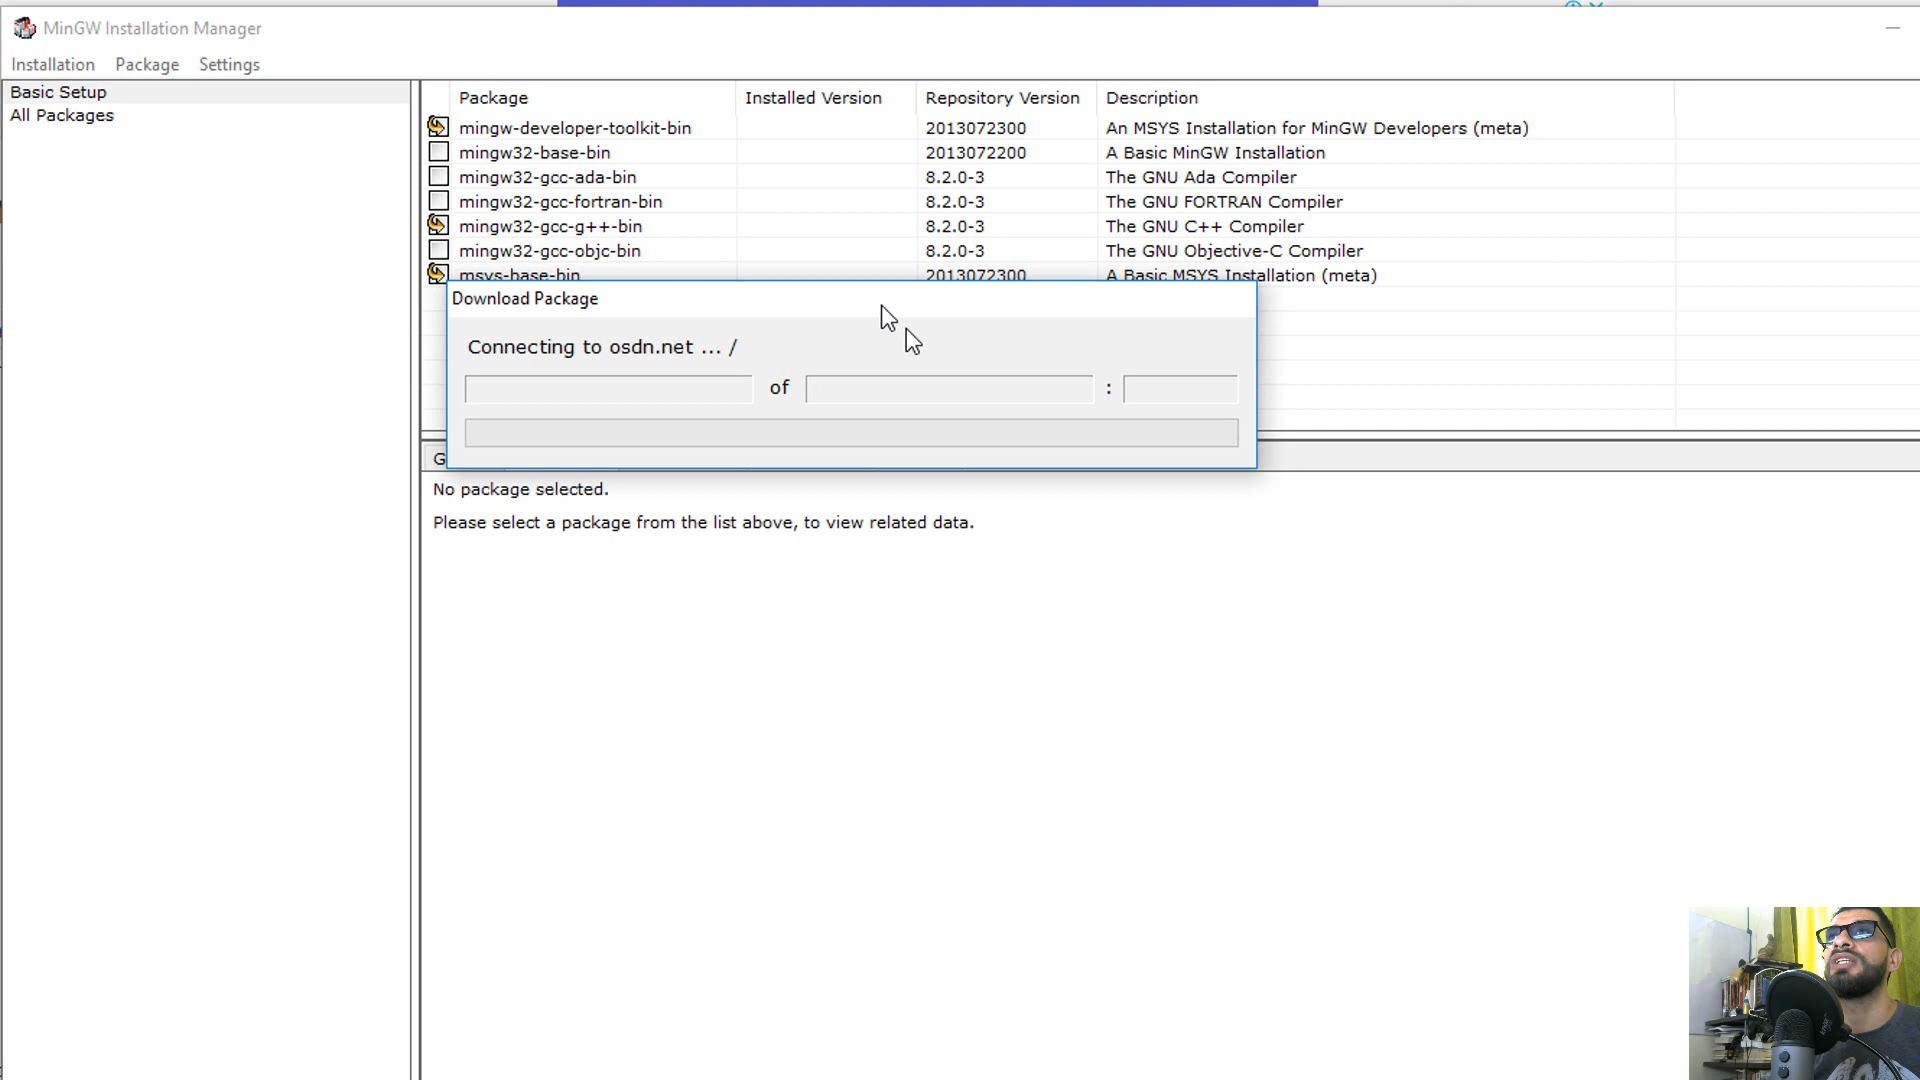 MinGW Installation Manager
Installation Package Settings
Basic Setup
All Packages
Package Installed Version Repository Version Description
mingw-developer-toolkit-bin 2013072300 An MSYS Installation for MinGW Developers (meta)
mingw32-base-bin 2013072200 A Basic MinGW Installation
mingw32-gcc-ada-bin 8.2.0-3 The GNU Ada Compiler
mingw32-gcc-fortran-bin 8.2.0-3 The GNU FORTRAN Compiler
mingw32-gcc-g++-bin 8.2.0-3 The GNU C++ Compiler
mingw32-gcc-objc-bin 8.2.0-3 The GNU Objective-C Compiler
msys-base-bin 2013072300 A Basic MSYS Installation (meta)
Download Package
Connecting to osdn.net ... /
of :
G
No package selected.
Please select a package from the list above, to view related data.